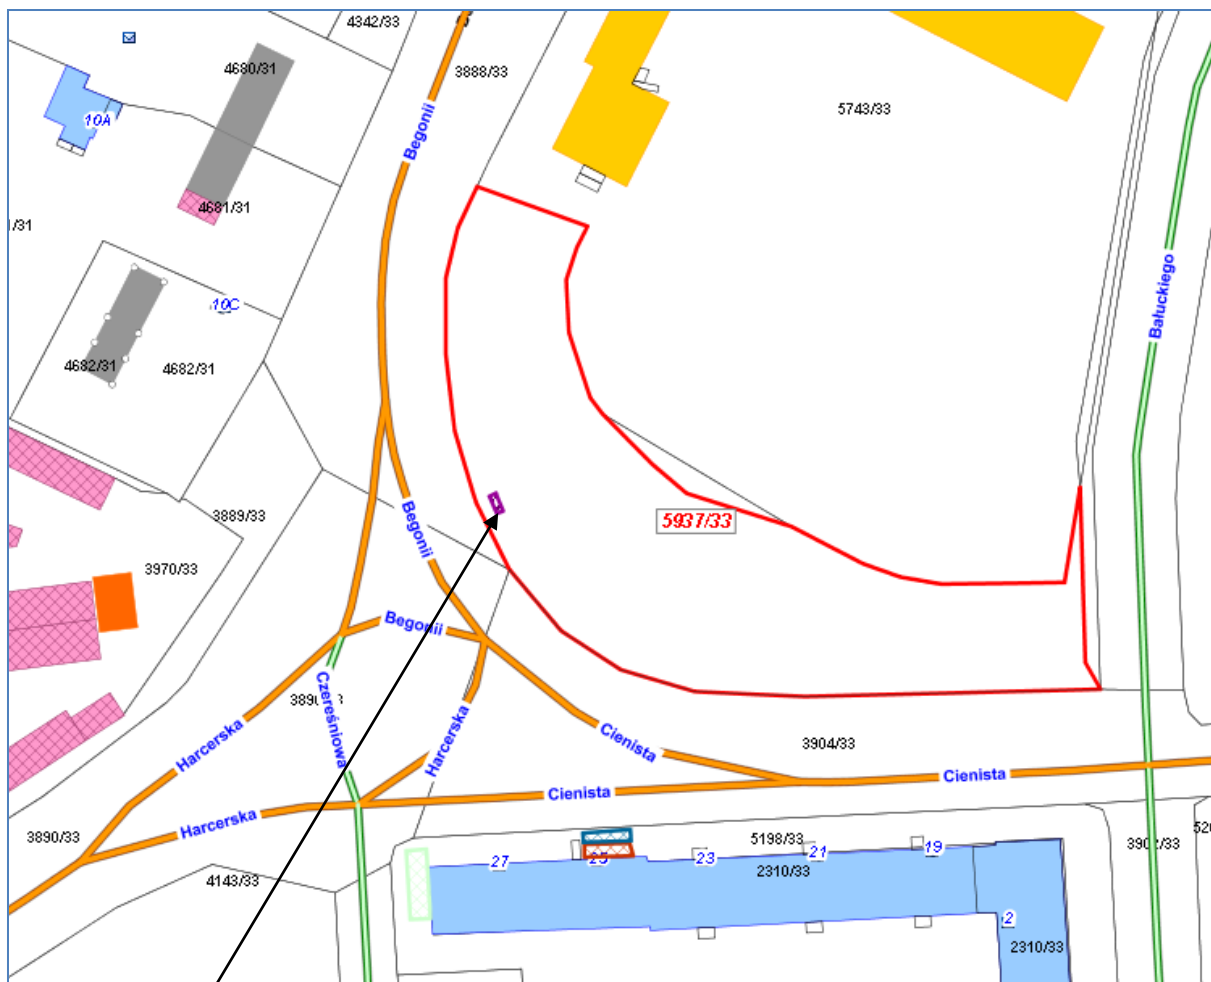 4342/33
3888/33
4680/31
5743/33
10A
Begonii
4681/31
/31
Bałuckiego
10C
4682/31
4682/31
3889/33
Begonii
5937/33
3970/33
Begonii
Czereśniowa
Harcerska
Harcerska
Cienista
3904/33
Cienista
Cienista
Harcerska
3890/33
5198/33
27
25
23
21
19
2310/33
4143/33
2
2310/33